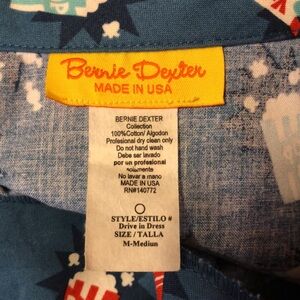 Bernie Dexter
MADE IN USA
BERNIE DEXTER
Collection
100%Cotton/ Algodon
Profesional dry clean only
Do not hand wash
Debe ser lavado
por un profesional
solamente
No lavar a mano
MADE IN USA
RN#140772
STYLE/ESTILO #
Drive in Dress
SIZE / TALLA
M-Mediun